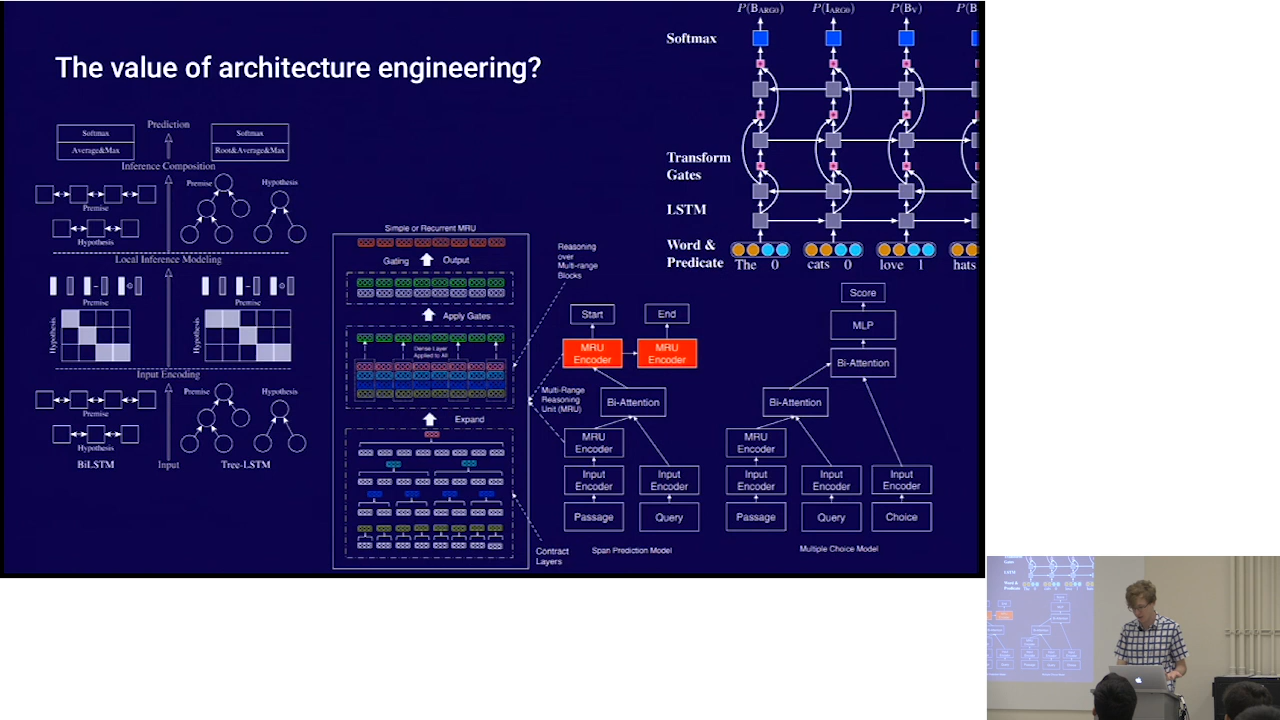 The value of architecture engineering?
Prediction
Softmax
Average&Max
Softmax
Root&Average&Max
Inference Composition
Premise
Hypothesis
Premise
Hypothesis
Local Inference Modeling
Premise
Premise
Hypothesis
Hypothesis
Input Encoding
Premise
Hypothesis
Premise
Hypothesis
BiLSTM
Input
Tree-LSTM
Simple or Recurrent MRU
Gating
Output
Apply Gates
Dense Layer
Applied to All
Expand
Reasoning
over
Multi-range
Blocks
Multi-Range
Reasoning
Unit (MRU)
Contract
Layers
Start
End
MRU
Encoder
MRU
Encoder
Bi-Attention
MRU
Encoder
Input
Encoder
Input
Encoder
Passage
Query
Span Prediction Model
Score
MLP
Bi-Attention
Bi-Attention
MRU
Encoder
Input
Encoder
Input
Encoder
Input
Encoder
Passage
Query
Choice
Multiple Choice Model
P(BARG0) P(IARG0) P(BV) P(B
Softmax
Transform
Gates
LSTM
Word &
Predicate
The 0 cats 0 love 1 hats